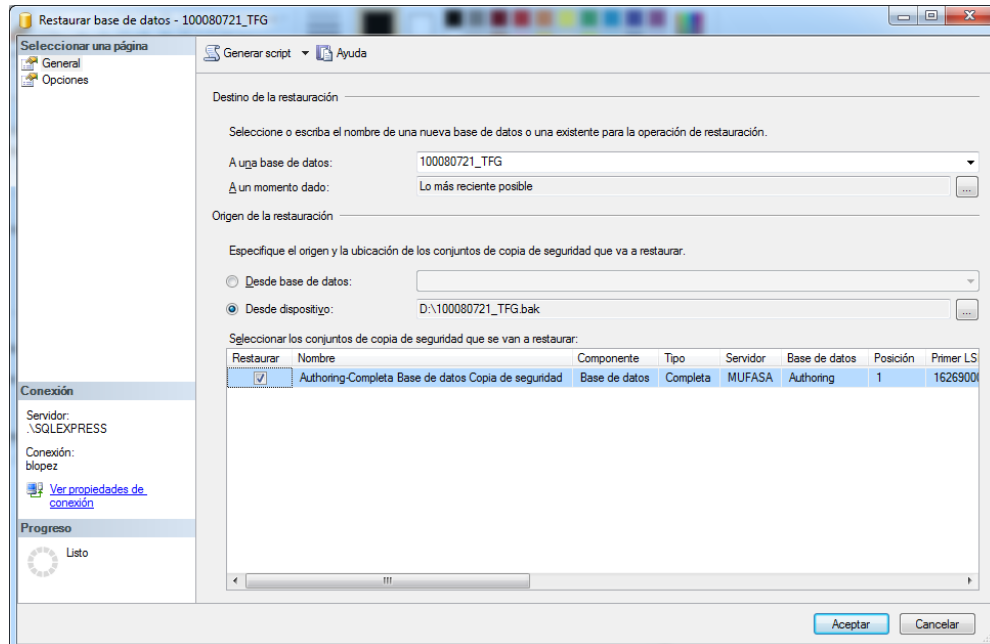 Restaurar base de datos - 100080721_TFG
Seleccionar una página
General
Opciones
Generar script
Ayuda
Destino de la restauración
Seleccione o escriba el nombre de una nueva base de datos o una existente para la operación de restauración.
A una base de datos: 100080721_TFG
A un momento dado: Lo más reciente posible ...
Origen de la restauración
Especifique el origen y la ubicación de los conjuntos de copia de seguridad que va a restaurar.
Desde base de datos:
Desde dispositivo: D:\100080721_TFG.bak ...
Seleccionar los conjuntos de copia de seguridad que se van a restaurar:
Restaurar Nombre Componente Tipo Servidor Base de datos Posición Primer LS
Authoring-Completa Base de datos Copia de seguridad Base de datos Completa MUFASA Authoring 1 1626900
Conexión
Servidor:
.\SQLEXPRESS
Conexión:
blopez
Ver propiedades de
conexión
Progreso
Listo
Aceptar Cancelar